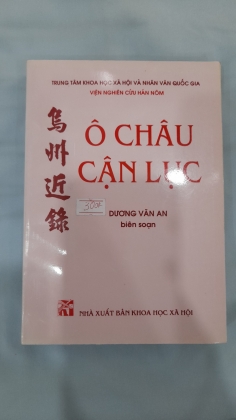 TRUNG TÂM KHOA HỌC XÃ HỘI VÀ NHÂN VĂN QUỐC GIA
VIỆN NGHIÊN CỨU HÁN NÔM
烏州近錄
Ô CHÂU
CẬN LỤC
DƯƠNG VĂN AN
biên soạn
NHÀ XUẤT BẢN KHOA HỌC XÃ HỘI